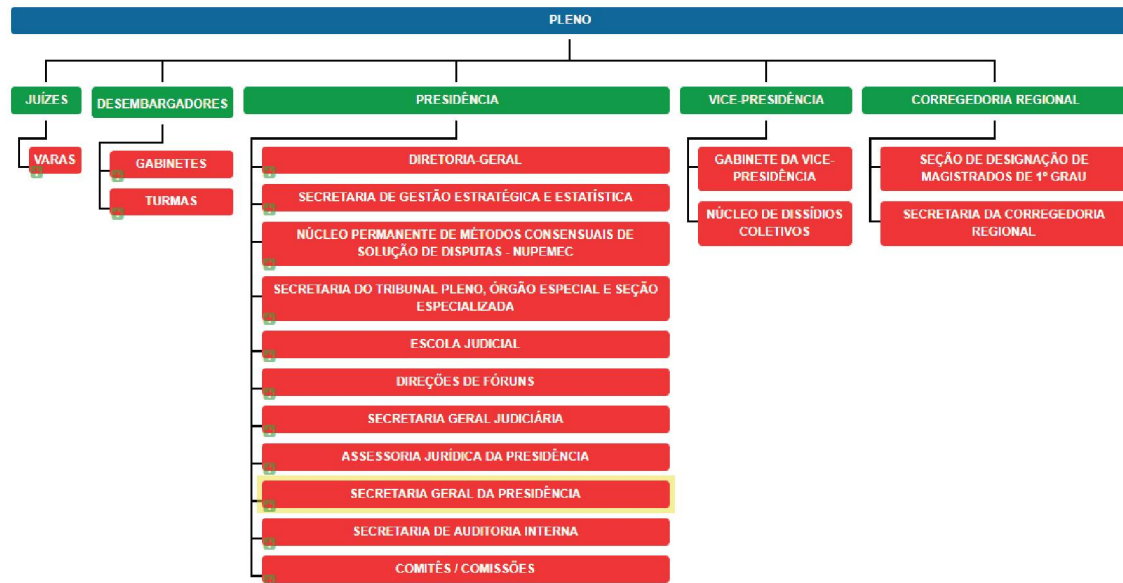 PLENO
JUÍZES
DESEMBARGADORES
PRESIDÊNCIA
VICE-PRESIDÊNCIA
CORREGEDORIA REGIONAL
VARAS
GABINETES
TURMAS
DIRETORIA-GERAL
SECRETARIA DE GESTÃO ESTRATÉGICA E ESTATÍSTICA
NÚCLEO PERMANENTE DE MÉTODOS CONSENSUAIS DE
SOLUÇÃO DE DISPUTAS - NUPEMEC
SECRETARIA DO TRIBUNAL PLENO, ÓRGÃO ESPECIAL E SEÇÃO
ESPECIALIZADA
ESCOLA JUDICIAL
DIREÇÕES DE FÓRUNS
SECRETARIA GERAL JUDICIÁRIA
ASSESSORIA JURÍDICA DA PRESIDÊNCIA
SECRETARIA GERAL DA PRESIDÊNCIA
SECRETARIA DE AUDITORIA INTERNA
COMITÊS / COMISSÕES
GABINETE DA VICE-
PRESIDÊNCIA
NÚCLEO DE DISSÍDIOS
COLETIVOS
SEÇÃO DE DESIGNAÇÃO DE
MAGISTRADOS DE 1º GRAU
SECRETARIA DA CORREGEDORIA
REGIONAL